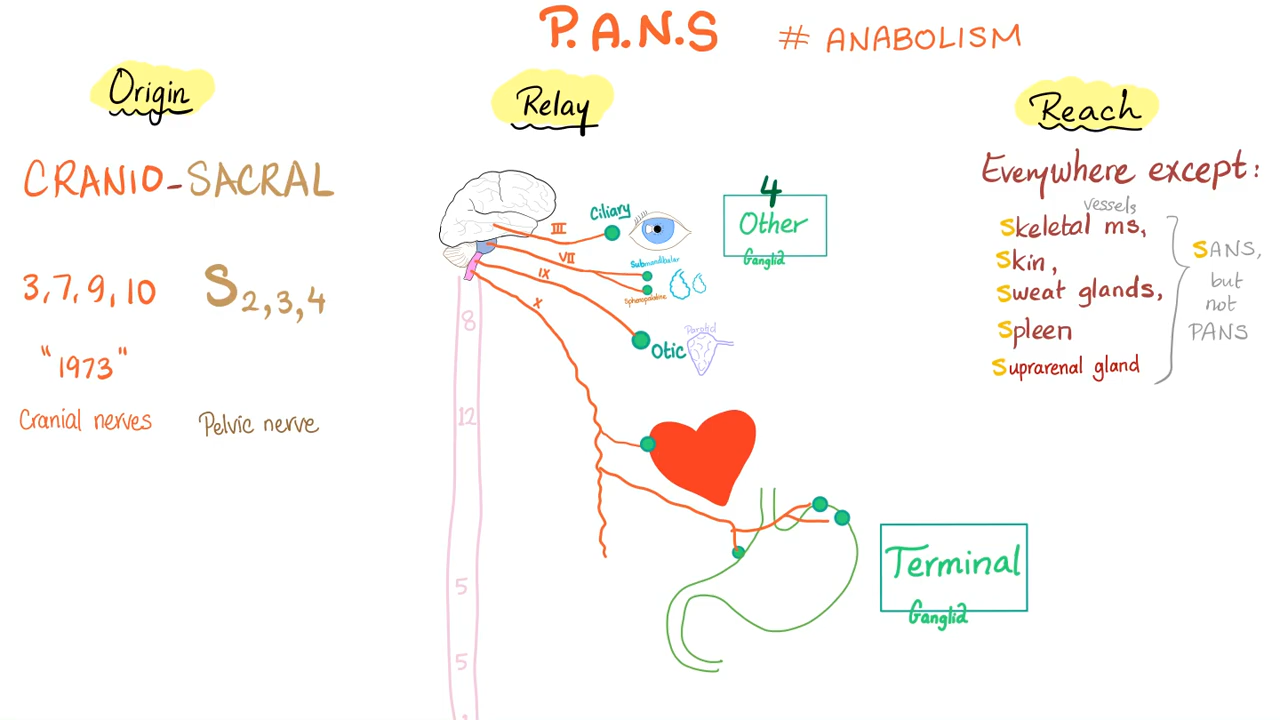 P.A.N.S # ANABOLISM
Origin
CRANIO-SACRAL
3,7,9,10 S2,3,4
"1973"
Cranial nerves Pelvic nerve
Relay
III
VII
IX
X
Ciliary
Submandibular
Sphenopalatine
Otic
Parotid
4
Other
Ganglia
8
12
5
5
Terminal
Ganglia
Reach
Everywhere except:
vessels
Skeletal ms,
Skin,
Sweat glands,
Spleen
Suprarenal gland
SANS,
but
not
PANS